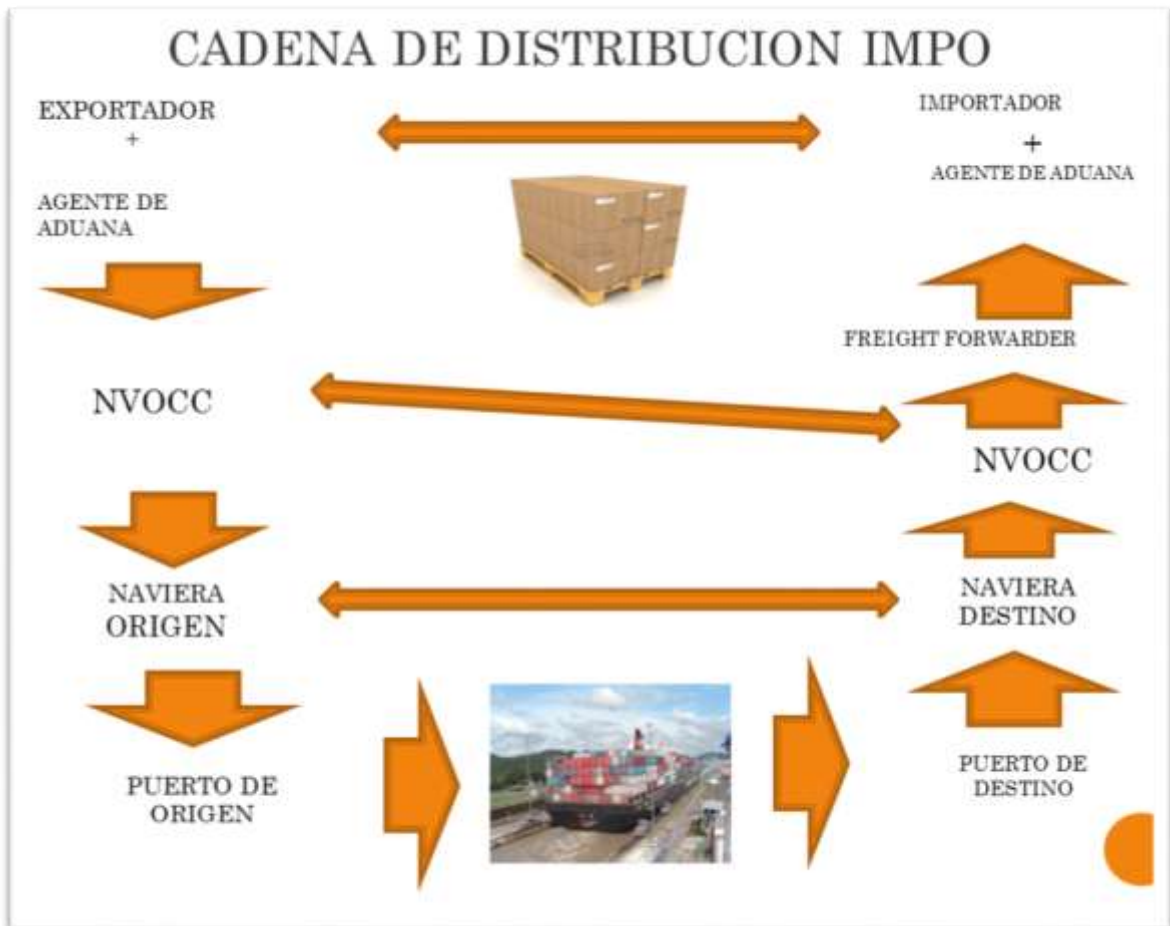 CADENA DE DISTRIBUCION IMPO
EXPORTADOR
+
AGENTE DE
ADUANA
IMPORTADOR
+
AGENTE DE ADUANA
FREIGHT FORWARDER
NVOCC
NVOCC
NAVIERA
ORIGEN
NAVIERA
DESTINO
PUERTO DE
ORIGEN
PUERTO DE
DESTINO